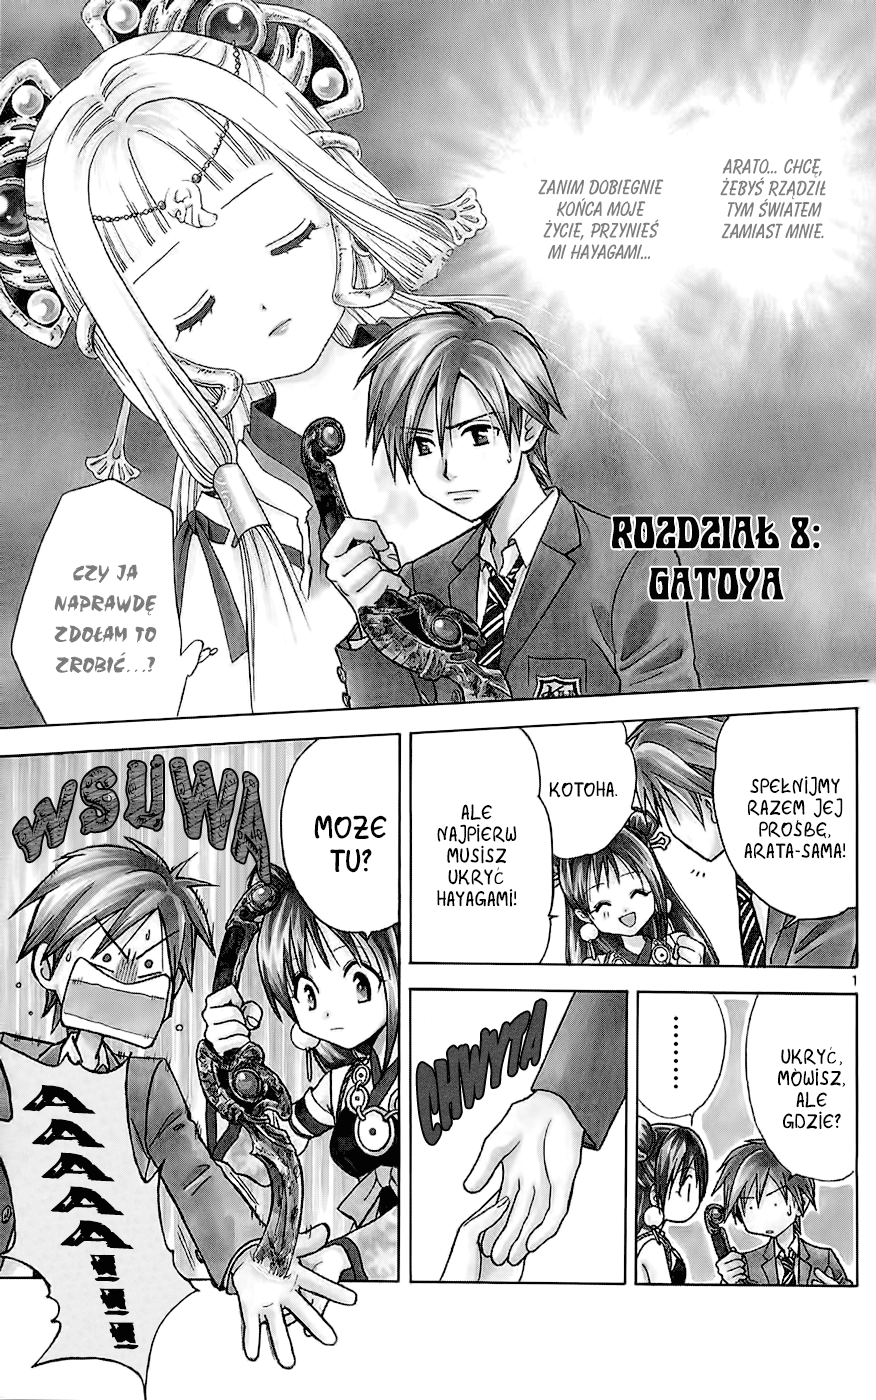 ARATO... CHCĘ,
ŻEBYŚ RZĄDZIŁ
TYM ŚWIATEM
ZAMIAST MNIE.
ZANIM DOBIEGNIE
KOŃCA MOJE
ŻYCIE, PRZYNIEŚ
MI HAYAGAMI...
ROZDZIAŁ 8:
GATOYA
CZY JA
NAPRAWDĘ
ZDOŁAM TO
ZROBIĆ...?
SPEŁNIJMY
RAZEM JEJ
PROŚBĘ,
ARATA-SAMA!
KOTOHA.
ALE
NAJPIERW
MUSISZ
UKRYĆ
HAYAGAMI!
1
UKRYĆ,
MÓWISZ,
ALE
GDZIE?
........
CHWYTA
MOŻE
TU?
WSUWA
AAAAA!!!